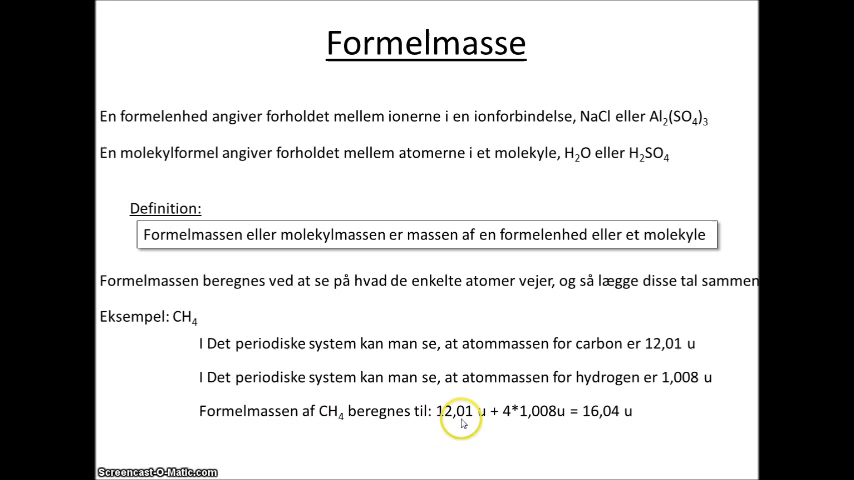 Formelmasse
En formelenhed angiver forholdet mellem ionerne i en ionforbindelse, NaCl eller Al₂(SO₄)₃
En molekylformel angiver forholdet mellem atomerne i et molekyle, H₂O eller H₂SO₄
Definition:
Formelmassen eller molekylmassen er massen af en formelenhed eller et molekyle
Formelmassen beregnes ved at se på hvad de enkelte atomer vejer, og så lægge disse tal sammen
Eksempel: CH₄
I Det periodiske system kan man se, at atommassen for carbon er 12,01 u
I Det periodiske system kan man se, at atommassen for hydrogen er 1,008 u
Formelmassen af CH₄ beregnes til: 12,01 u + 4*1,008u = 16,04 u
Screencast-O-Matic.com